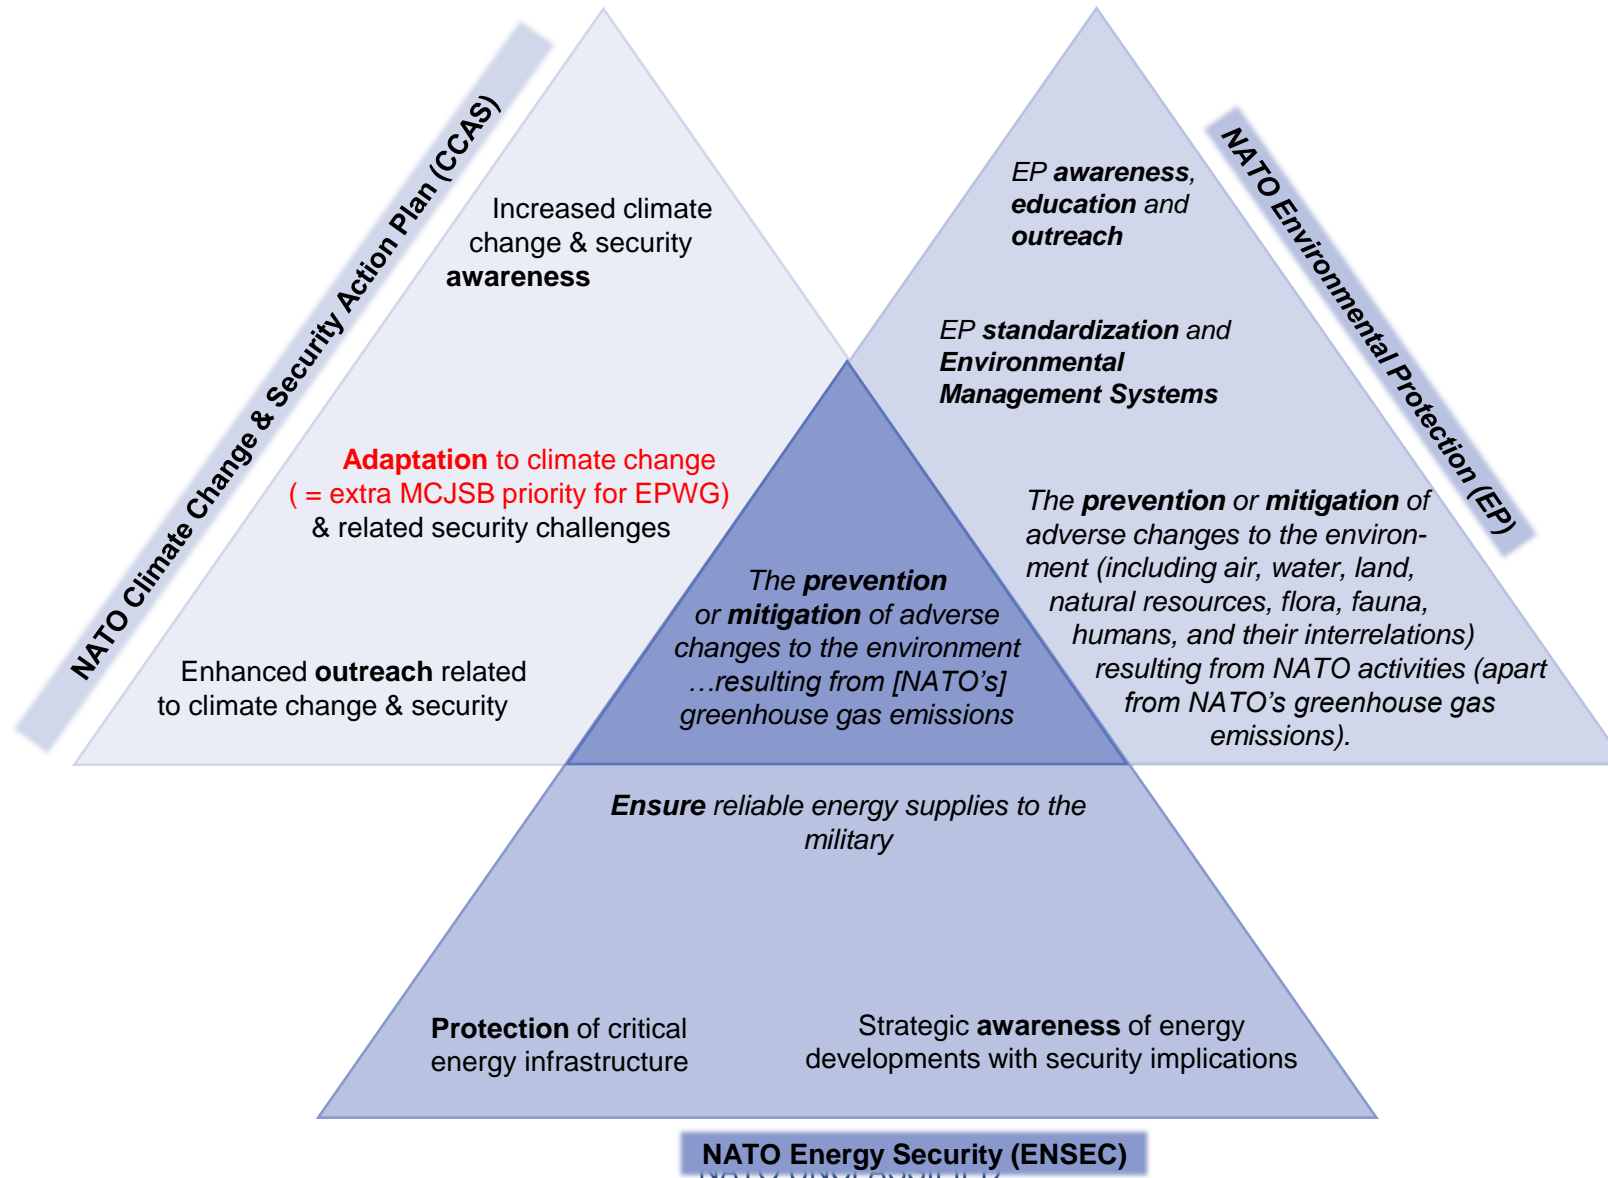 NATO Climate Change & Security Action Plan (CCAS)
Increased climate
change & security
awareness
Adaptation to climate change
( = extra MCJSB priority for EPWG)
& related security challenges
Enhanced outreach related
to climate change & security
NATO Environmental Protection (EP)
EP awareness,
education and
outreach
EP standardization and
Environmental
Management Systems
The prevention or mitigation of
adverse changes to the environ-
ment (including air, water, land,
natural resources, flora, fauna,
humans, and their interrelations)
resulting from NATO activities (apart
from NATO’s greenhouse gas
emissions).
The prevention
or mitigation of adverse
changes to the environment
…resulting from [NATO’s]
greenhouse gas emissions
Ensure reliable energy supplies to the
military
Protection of critical
energy infrastructure
Strategic awareness of energy
developments with security implications
NATO Energy Security (ENSEC)
NATO UNCLASSIFIED